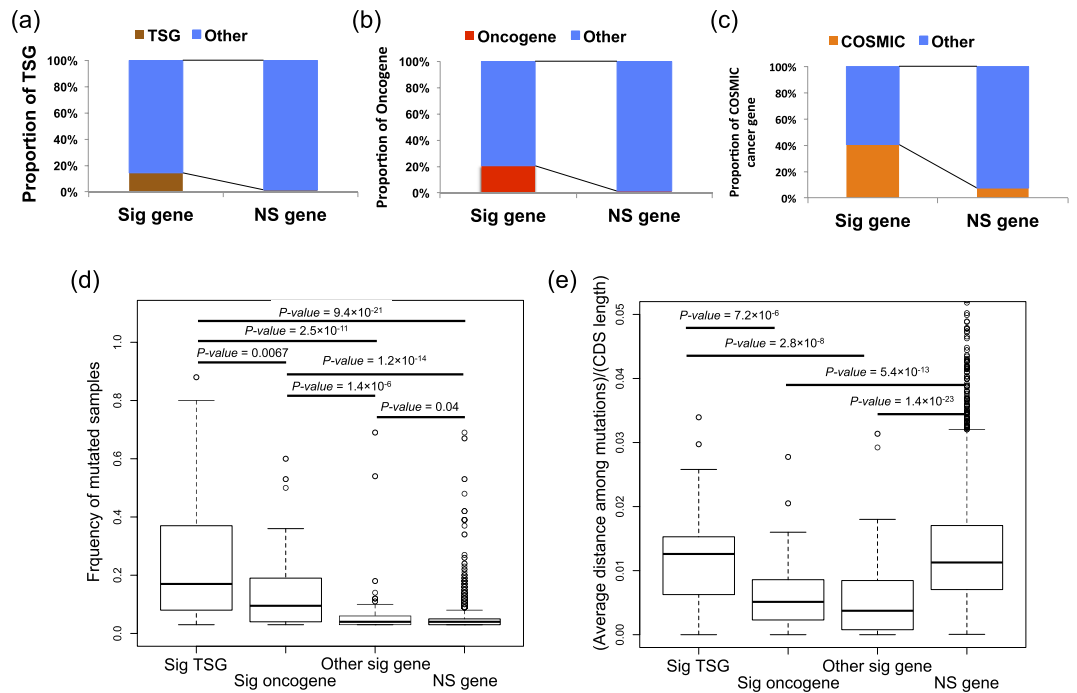 (a)
TSG Other
Proportion of TSG
100%
80%
60%
40%
20%
0%
Sig gene NS gene
(b)
Oncogene Other
Proportion of Oncogene
100%
80%
60%
40%
20%
0%
Sig gene NS gene
(c)
COSMIC Other
Proportion of COSMIC
cancer gene
100%
80%
60%
40%
20%
0%
Sig gene NS gene
(d)
Frquency of mutated samples
1.0
0.8
0.6
0.4
0.2
0.0
P-value = 9.4×10-21
P-value = 2.5×10-11
P-value = 0.0067
P-value = 1.2×10-14
P-value = 1.4×10-6
P-value = 0.04
Sig TSG Other sig gene
Sig oncogene NS gene
(e)
(Average distance among mutations)/(CDS length)
0.05
0.04
0.03
0.02
0.01
0.00
P-value = 7.2×10-6
P-value = 2.8×10-8
P-value = 5.4×10-13
P-value = 1.4×10-23
Sig TSG Other sig gene
Sig oncogene NS gene